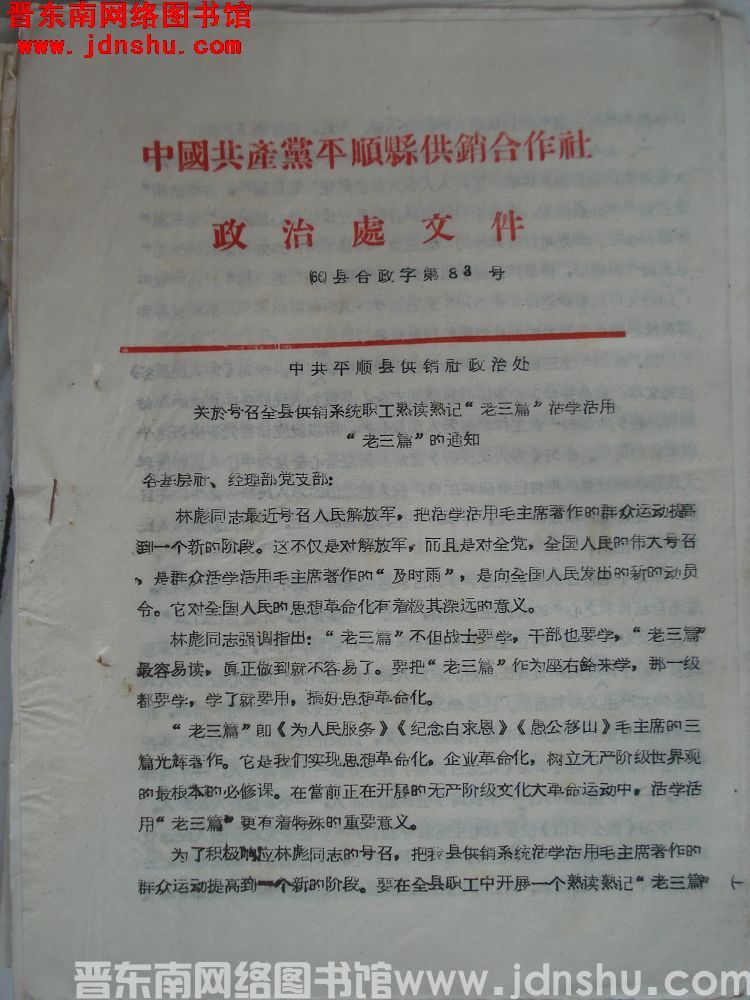 晋东南网络图书馆
www.jdnshu.com
中國共產黨平順縣供銷合作社
政治處文件
(66)县合政字第83号
中共平顺县供销社政治处
关於号召全县供销系统职工熟读熟记“老三篇”活学活用
“老三篇”的通知
各基层社、经理部党支部：
林彪同志最近号召人民解放军，把活学活用毛主席著作的群众运动提高
到一个新的阶段。这不仅是对解放军，而且是对全党，全国人民的伟大号召
，是群众活学活用毛主席著作的“及时雨”，是向全国人民发出的新的动员
令。它对全国人民的思想革命化有着极其深远的意义。
林彪同志强调指出：“老三篇”不但战士要学，干部也要学，“老三篇”
最容易读，真正做到就不容易了。要把“老三篇”作为座右铭来学，那一级
都要学，学了就要用，搞好思想革命化。
“老三篇”即《为人民服务》《纪念白求恩》《愚公移山》毛主席的三
篇光辉著作。它是我们实现思想革命化，企业革命化，树立无产阶级世界观
的最根本的必修课。在當前正在开展的无产阶级文化大革命运动中，活学活
用“老三篇”更有着特殊的重要意义。
为了积极响应林彪同志的号召，把我县供销系统活学活用毛主席著作的
群众运动提高到一个新的阶段。要在全县职工中开展一个熟读熟记“老三篇”
晋东南网络图书馆www.jdnshu.com